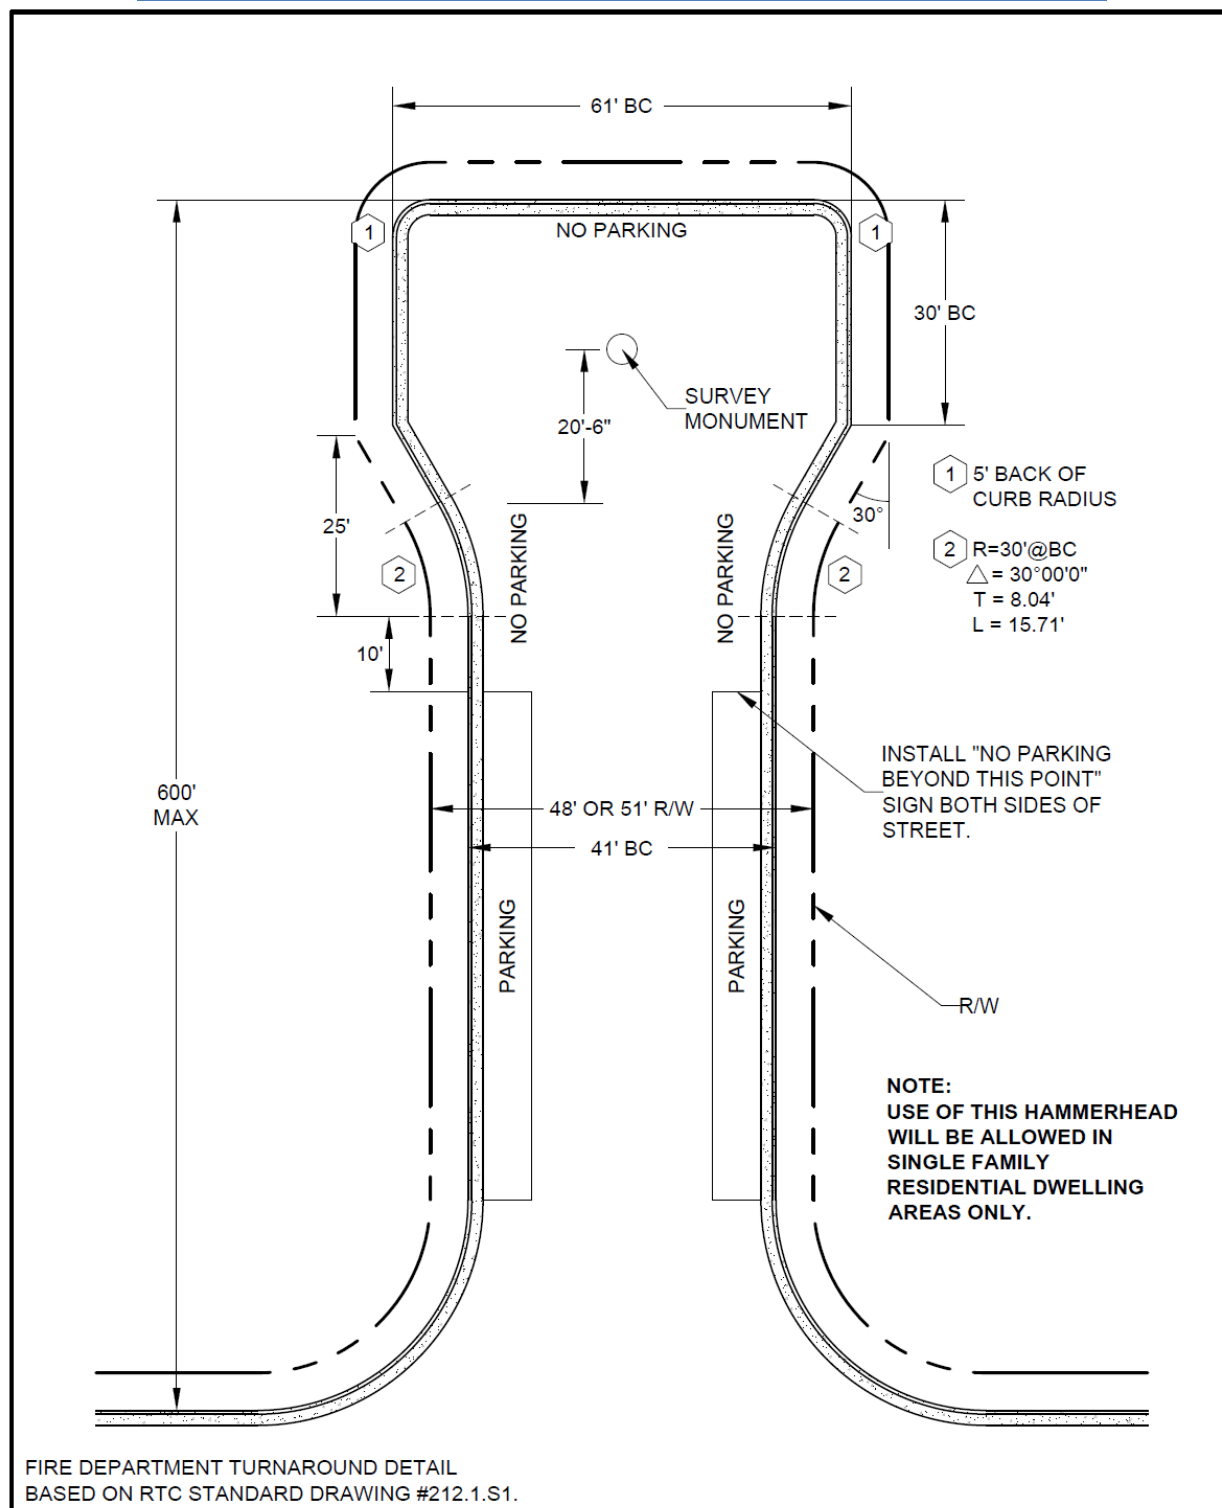 61' BC
1
NO PARKING
1
30' BC
SURVEY
MONUMENT
20'-6"
1 5' BACK OF
CURB RADIUS
30°
25'
NO PARKING
NO PARKING
2 R=30'@BC
△ = 30°00'0"
T = 8.04'
L = 15.71'
2
2
10'
INSTALL "NO PARKING
BEYOND THIS POINT"
SIGN BOTH SIDES OF
STREET.
600'
MAX
48' OR 51' R/W
41' BC
PARKING
PARKING
R/W
NOTE:
USE OF THIS HAMMERHEAD
WILL BE ALLOWED IN
SINGLE FAMILY
RESIDENTIAL DWELLING
AREAS ONLY.
FIRE DEPARTMENT TURNAROUND DETAIL
BASED ON RTC STANDARD DRAWING #212.1.S1.